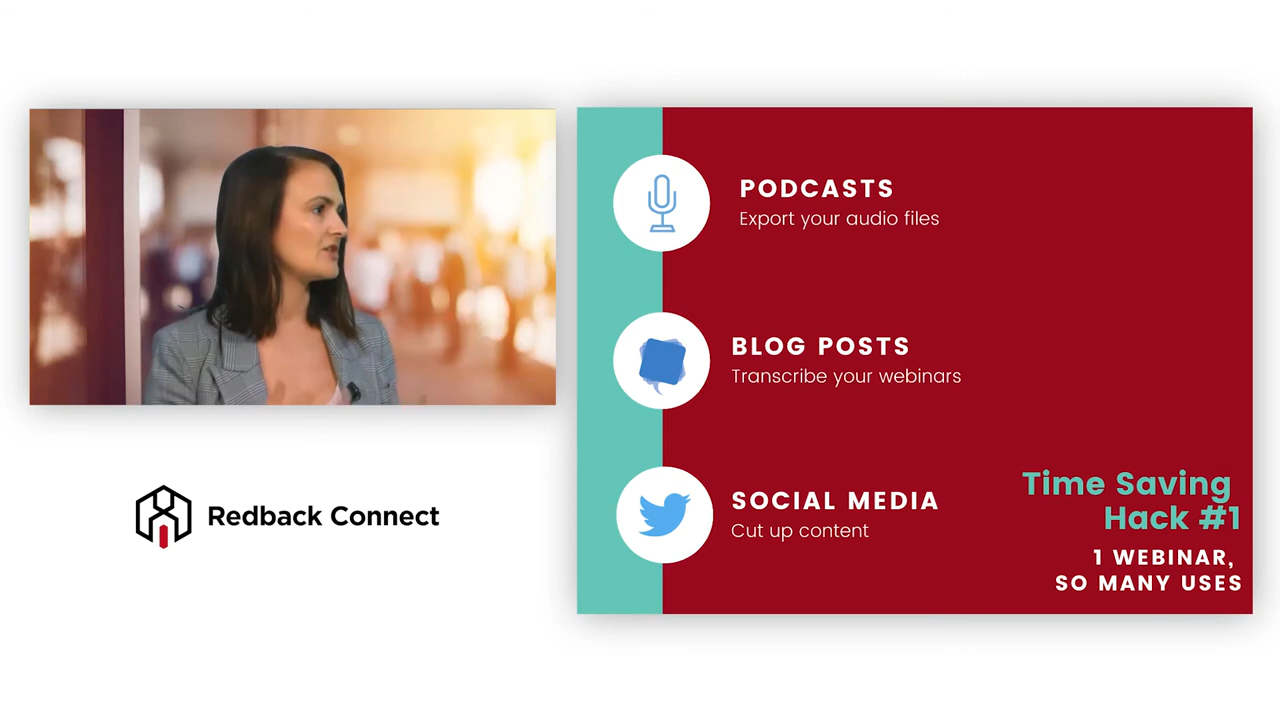 PODCASTS
Export your audio files
BLOG POSTS
Transcribe your webinars
SOCIAL MEDIA
Cut up content
Time Saving
Hack #1
1 WEBINAR,
SO MANY USES
Redback Connect